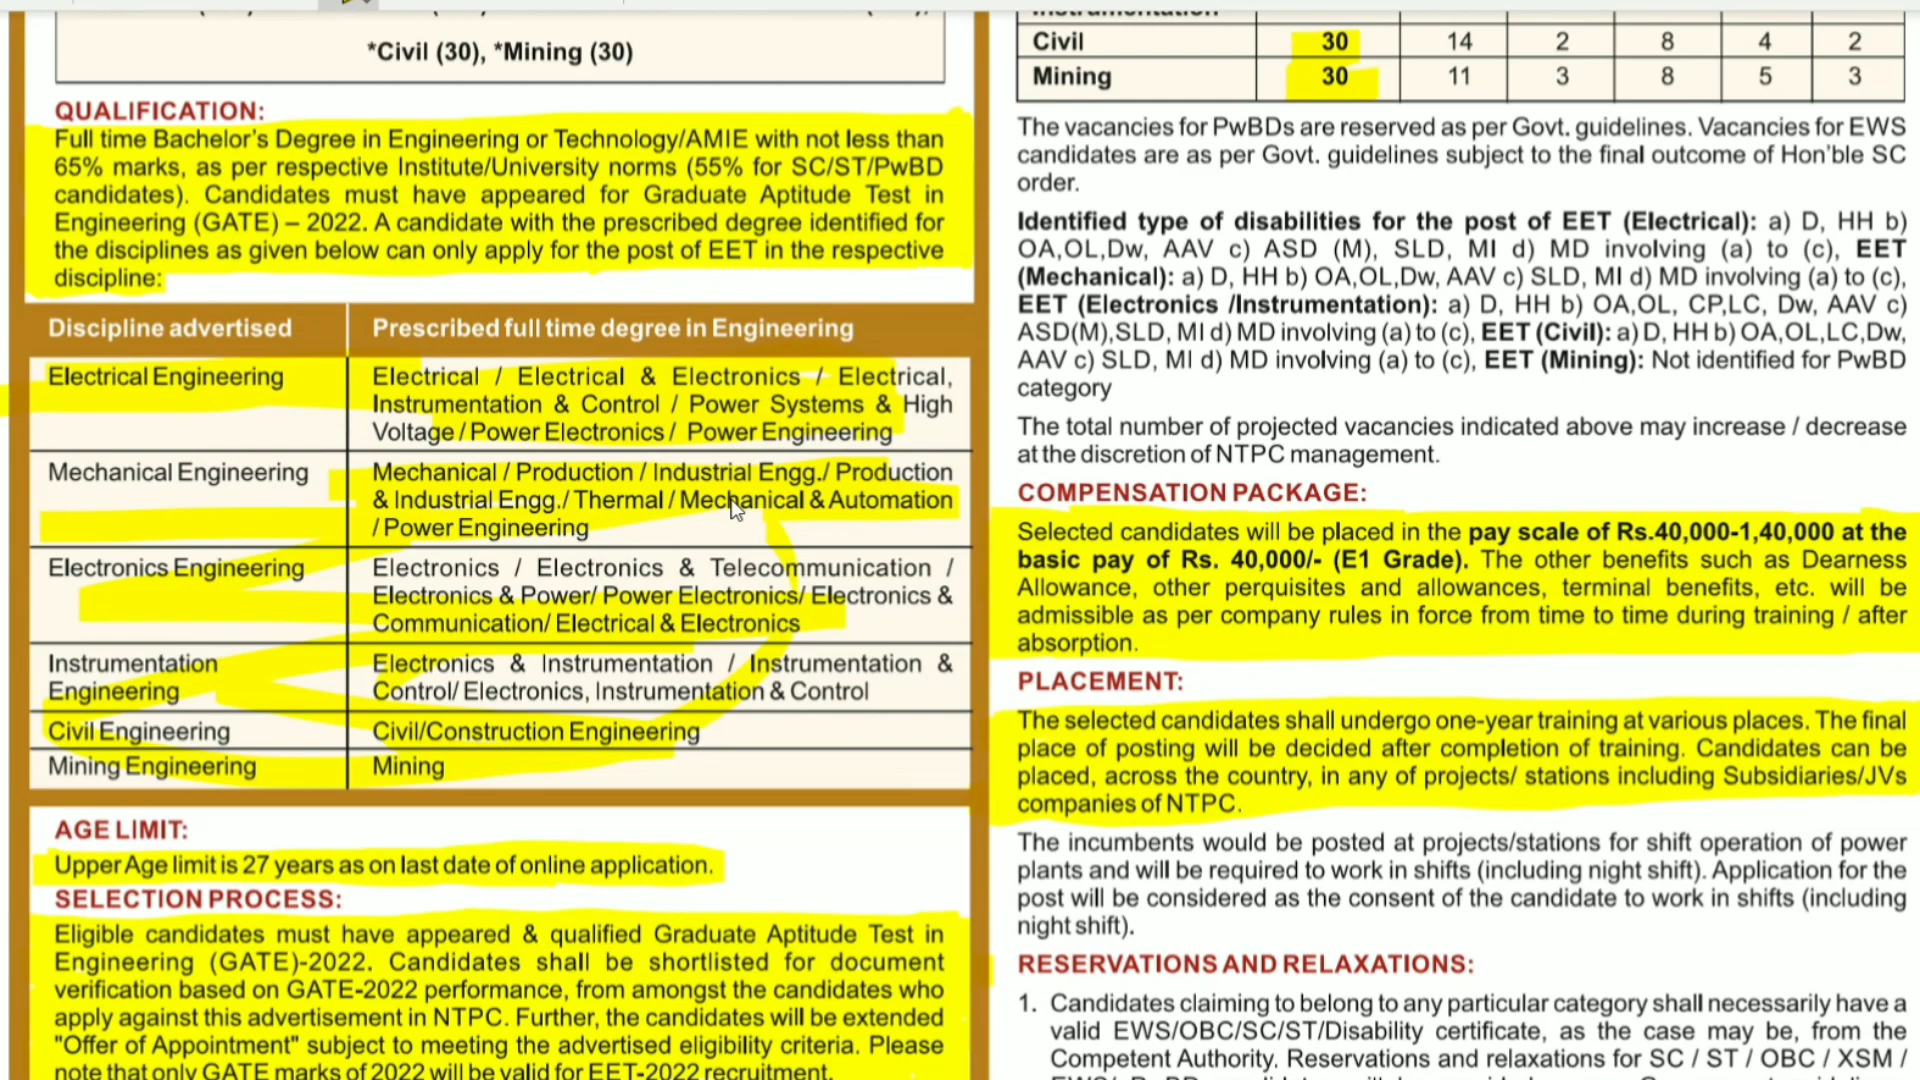 *Civil (30), *Mining (30)
QUALIFICATION:
Full time Bachelor's Degree in Engineering or Technology/AMIE with not less than
65% marks, as per respective Institute/University norms (55% for SC/ST/PwBD
candidates). Candidates must have appeared for Graduate Aptitude Test in
Engineering (GATE) – 2022. A candidate with the prescribed degree identified for
the disciplines as given below can only apply for the post of EET in the respective
discipline:
Discipline advertised Prescribed full time degree in Engineering
Electrical Engineering Electrical / Electrical & Electronics / Electrical,
Instrumentation & Control / Power Systems & High
Voltage / Power Electronics / Power Engineering
Mechanical Engineering Mechanical / Production / Industrial Engg./ Production
& Industrial Engg./ Thermal / Mechanical & Automation
/ Power Engineering
Electronics Engineering Electronics / Electronics & Telecommunication /
Electronics & Power/ Power Electronics/ Electronics &
Communication/ Electrical & Electronics
Instrumentation Electronics & Instrumentation / Instrumentation &
Engineering Control/ Electronics, Instrumentation & Control
Civil Engineering Civil/Construction Engineering
Mining Engineering Mining
AGE LIMIT:
Upper Age limit is 27 years as on last date of online application.
SELECTION PROCESS:
Eligible candidates must have appeared & qualified Graduate Aptitude Test in
Engineering (GATE)-2022. Candidates shall be shortlisted for document
verification based on GATE-2022 performance, from amongst the candidates who
apply against this advertisement in NTPC. Further, the candidates will be extended
"Offer of Appointment" subject to meeting the advertised eligibility criteria. Please
note that only GATE marks of 2022 will be valid for EET-2022 recruitment.
Instrumentation
Civil 30 14 2 8 4 2
Mining 30 11 3 8 5 3
The vacancies for PwBDs are reserved as per Govt. guidelines. Vacancies for EWS
candidates are as per Govt. guidelines subject to the final outcome of Hon'ble SC
order.
Identified type of disabilities for the post of EET (Electrical): a) D, HH b)
OA,OL,Dw, AAV c) ASD (M), SLD, MI d) MD involving (a) to (c), EET
(Mechanical): a) D, HH b) OA,OL,Dw, AAV c) SLD, MI d) MD involving (a) to (c),
EET (Electronics /Instrumentation): a) D, HH b) OA,OL, CP,LC, Dw, AAV c)
ASD(M),SLD, MI d) MD involving (a) to (c), EET (Civil): a) D, HH b) OA,OL,LC,Dw,
AAV c) SLD, MI d) MD involving (a) to (c), EET (Mining): Not identified for PwBD
category
The total number of projected vacancies indicated above may increase / decrease
at the discretion of NTPC management.
COMPENSATION PACKAGE:
Selected candidates will be placed in the pay scale of Rs.40,000-1,40,000 at the
basic pay of Rs. 40,000/- (E1 Grade). The other benefits such as Dearness
Allowance, other perquisites and allowances, terminal benefits, etc. will be
admissible as per company rules in force from time to time during training / after
absorption.
PLACEMENT:
The selected candidates shall undergo one-year training at various places. The final
place of posting will be decided after completion of training. Candidates can be
placed, across the country, in any of projects/ stations including Subsidiaries/JVs
companies of NTPC.
The incumbents would be posted at projects/stations for shift operation of power
plants and will be required to work in shifts (including night shift). Application for the
post will be considered as the consent of the candidate to work in shifts (including
night shift).
RESERVATIONS AND RELAXATIONS:
1. Candidates claiming to belong to any particular category shall necessarily have a
valid EWS/OBC/SC/ST/Disability certificate, as the case may be, from the
Competent Authority. Reservations and relaxations for SC / ST / OBC / XSM /